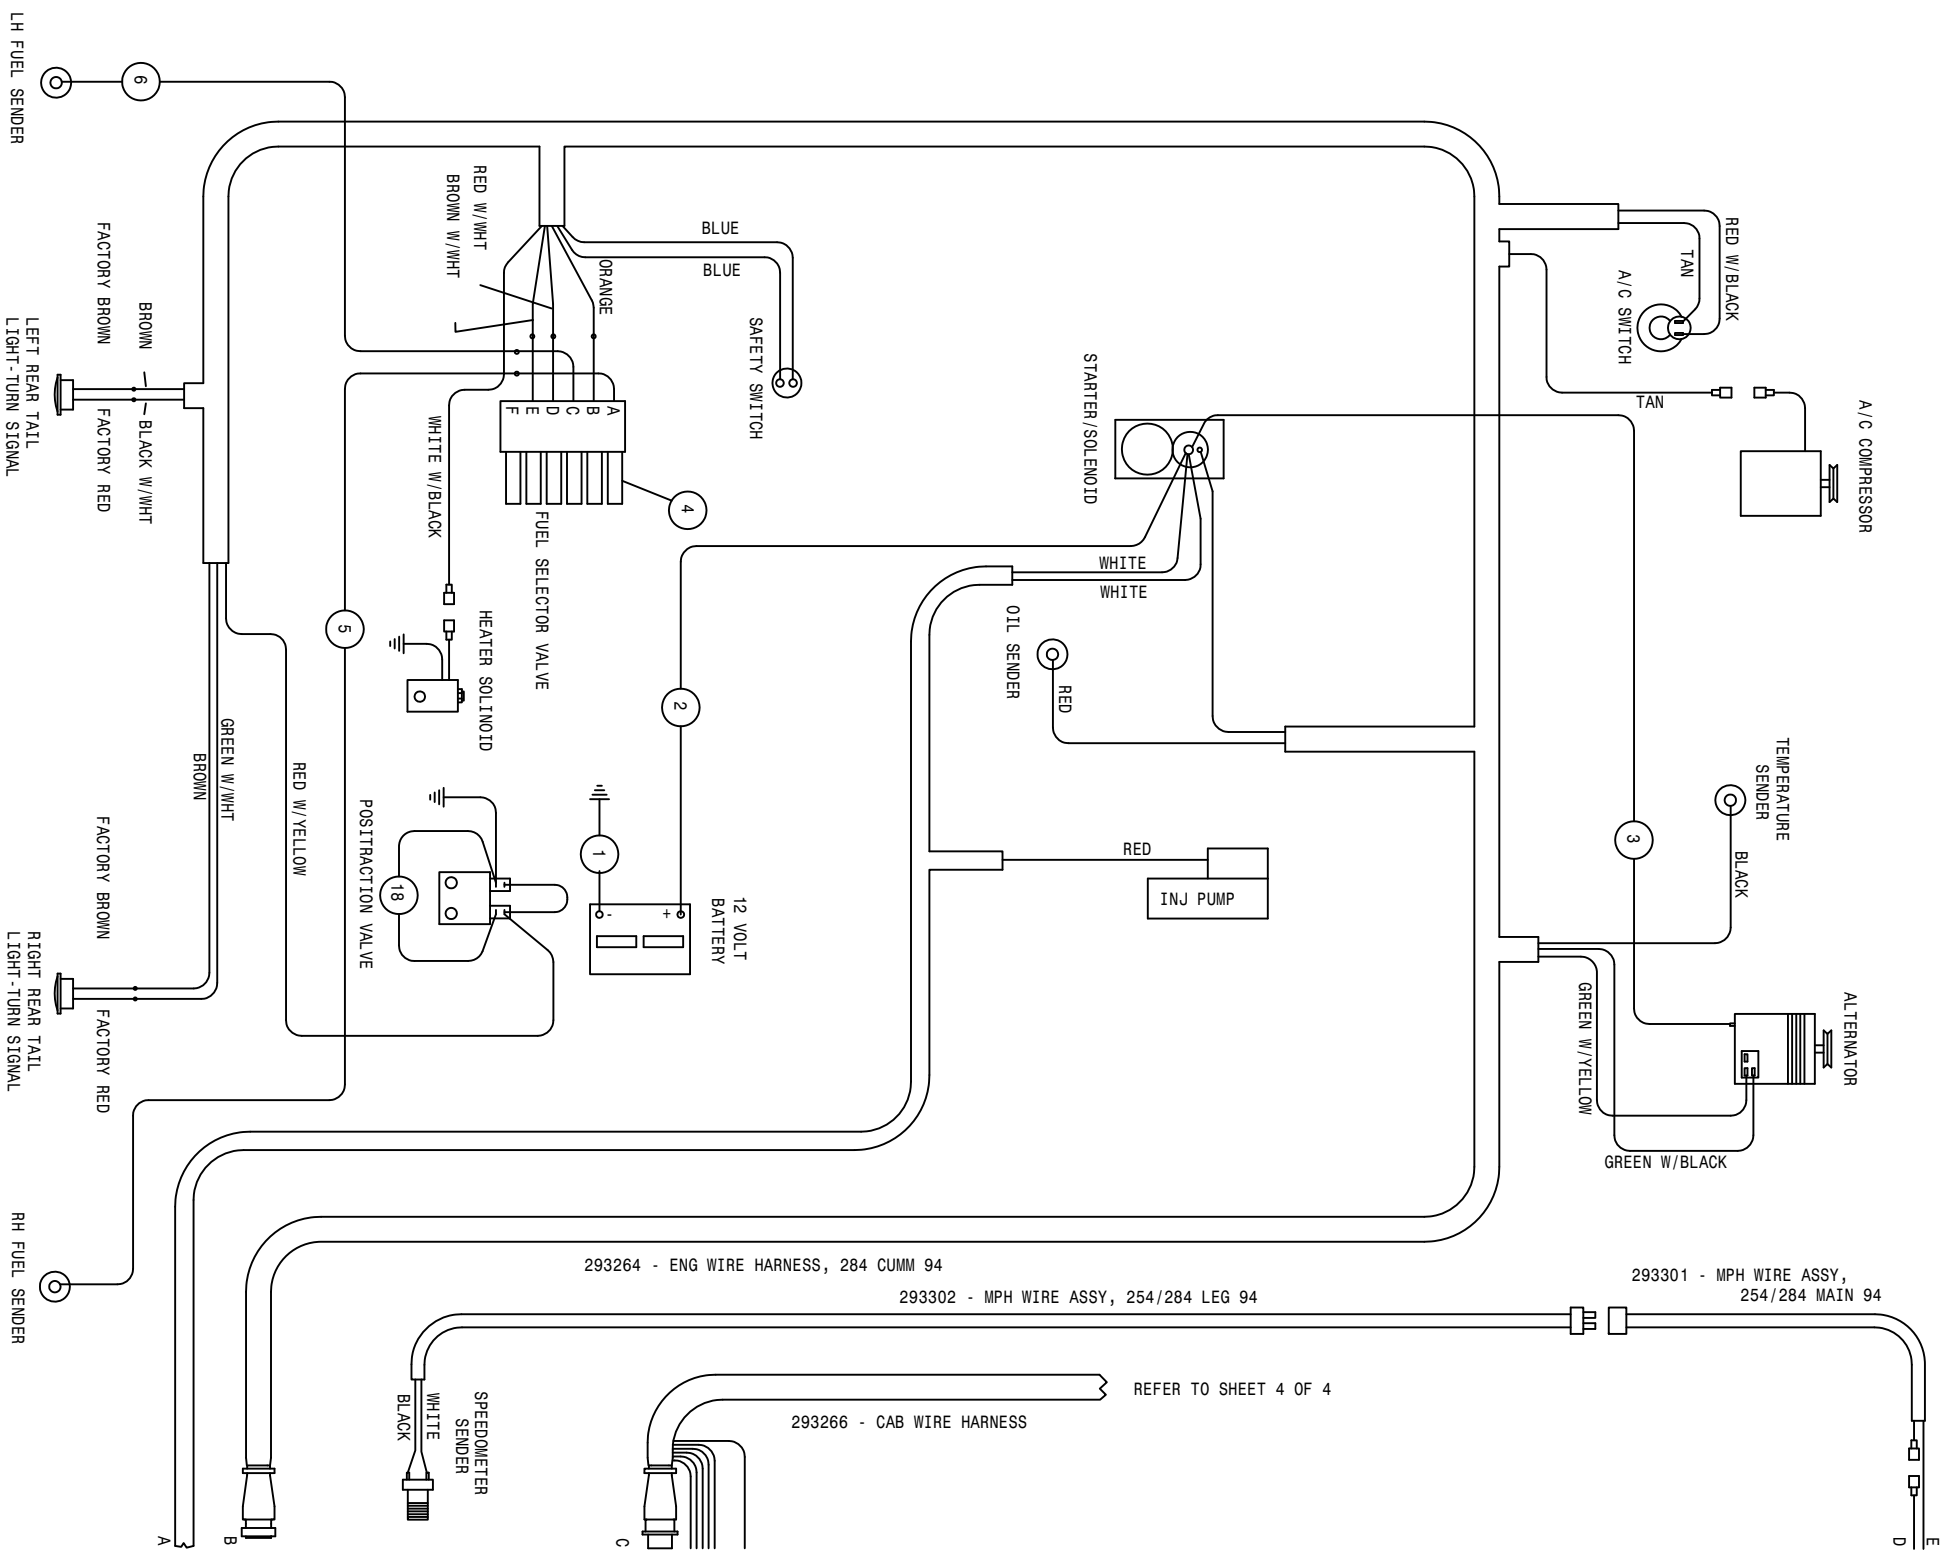 LH FUEL SENDER
6
RED W/WHT
BROWN W/WHT
BLUE
BLUE
ORANGE
SAFETY SWITCH
RED W/BLACK
TAN
A/C SWITCH
TAN
A/C COMPRESSOR
FACTORY BROWN
BROWN
LEFT REAR TAIL
LIGHT-TURN SIGNAL
FACTORY RED
BLACK W/WHT
F
E
D
C
B
A
WHITE W/BLACK
4
FUEL SELECTOR VALVE
STARTER/SOLENOID
WHITE
WHITE
5
HEATER SOLINOID
2
OIL SENDER
RED
GREEN W/WHT
BROWN
RED W/YELLOW
POSITRACTION VALVE
18
1
-
+
12 VOLT
BATTERY
RED
INJ PUMP
TEMPERATURE
SENDER
3
BLACK
FACTORY BROWN
RIGHT REAR TAIL
LIGHT-TURN SIGNAL
FACTORY RED
ALTERNATOR
GREEN W/YELLOW
GREEN W/BLACK
RH FUEL SENDER
293264 - ENG WIRE HARNESS, 284 CUMM 94
293302 - MPH WIRE ASSY, 254/284 LEG 94
293301 - MPH WIRE ASSY,
254/284 MAIN 94
REFER TO SHEET 4 OF 4
293266 - CAB WIRE HARNESS
WHITE
BLACK
SPEEDOMETER
SENDER
A
B
C
D
E